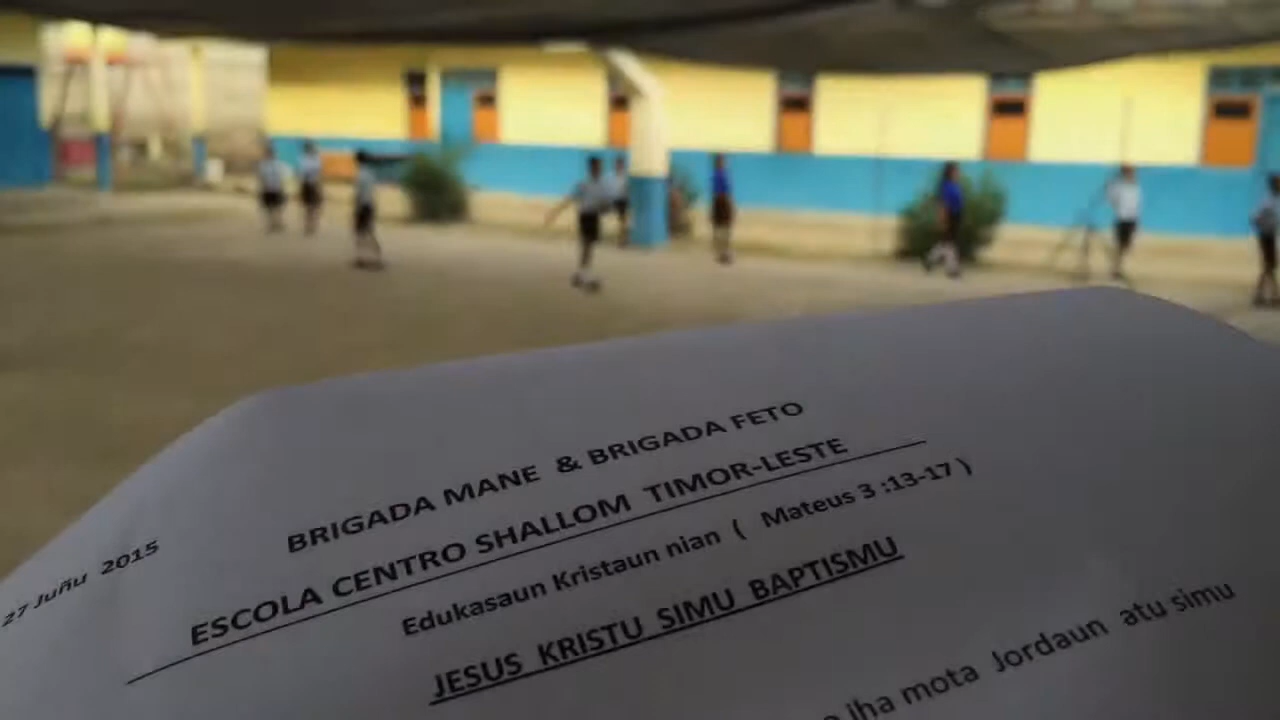 BRIGADA MANE & BRIGADA FETO
ESCOLA CENTRO SHALLOM TIMOR-LESTE
27 Juñu 2015
Edukasaun Kristaun nian ( Mateus 3 :13-17 )
JESUS KRISTU SIMU BAPTISMU
iha mota Jordaun atu simu